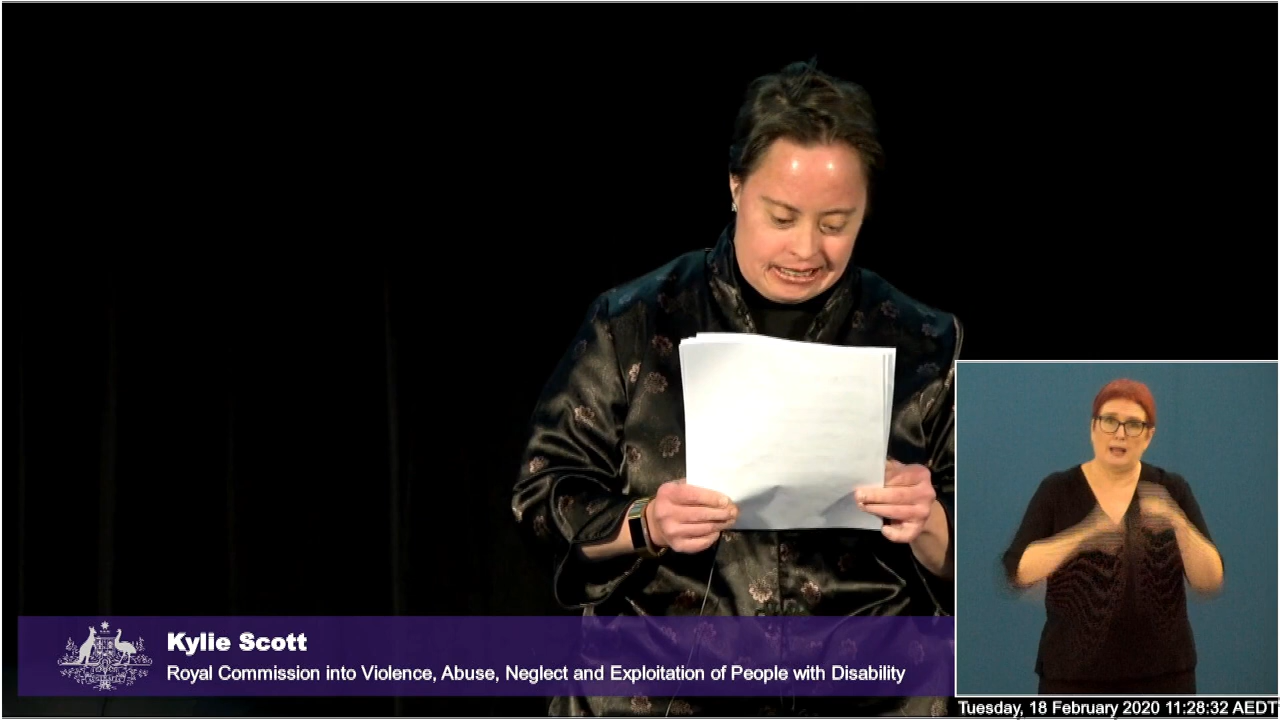 Kylie Scott
Royal Commission into Violence, Abuse, Neglect and Exploitation of People with Disability
Tuesday, 18 February 2020 11:28:32 AEDT